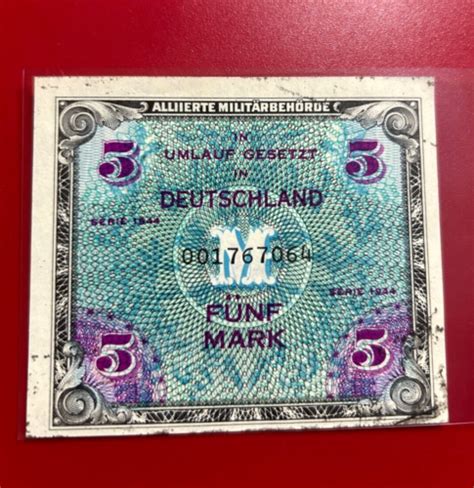 ALLIIERTE MILITÄRBEHÖRDE
5 5
IN
UMLAUF GESETZT
IN
DEUTSCHLAND
SERIE 1944
M
001767064
SERIE 1944
FÜNF
MARK
5 5